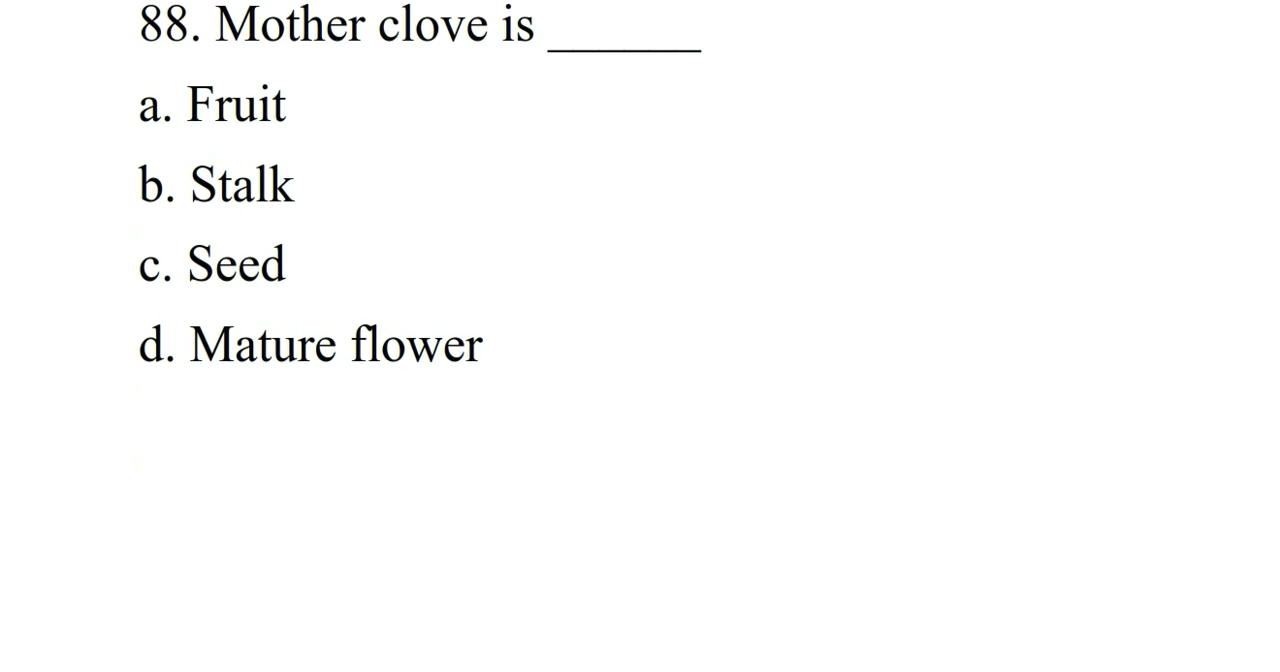 88. Mother clove is ______
a. Fruit
b. Stalk
c. Seed
d. Mature flower